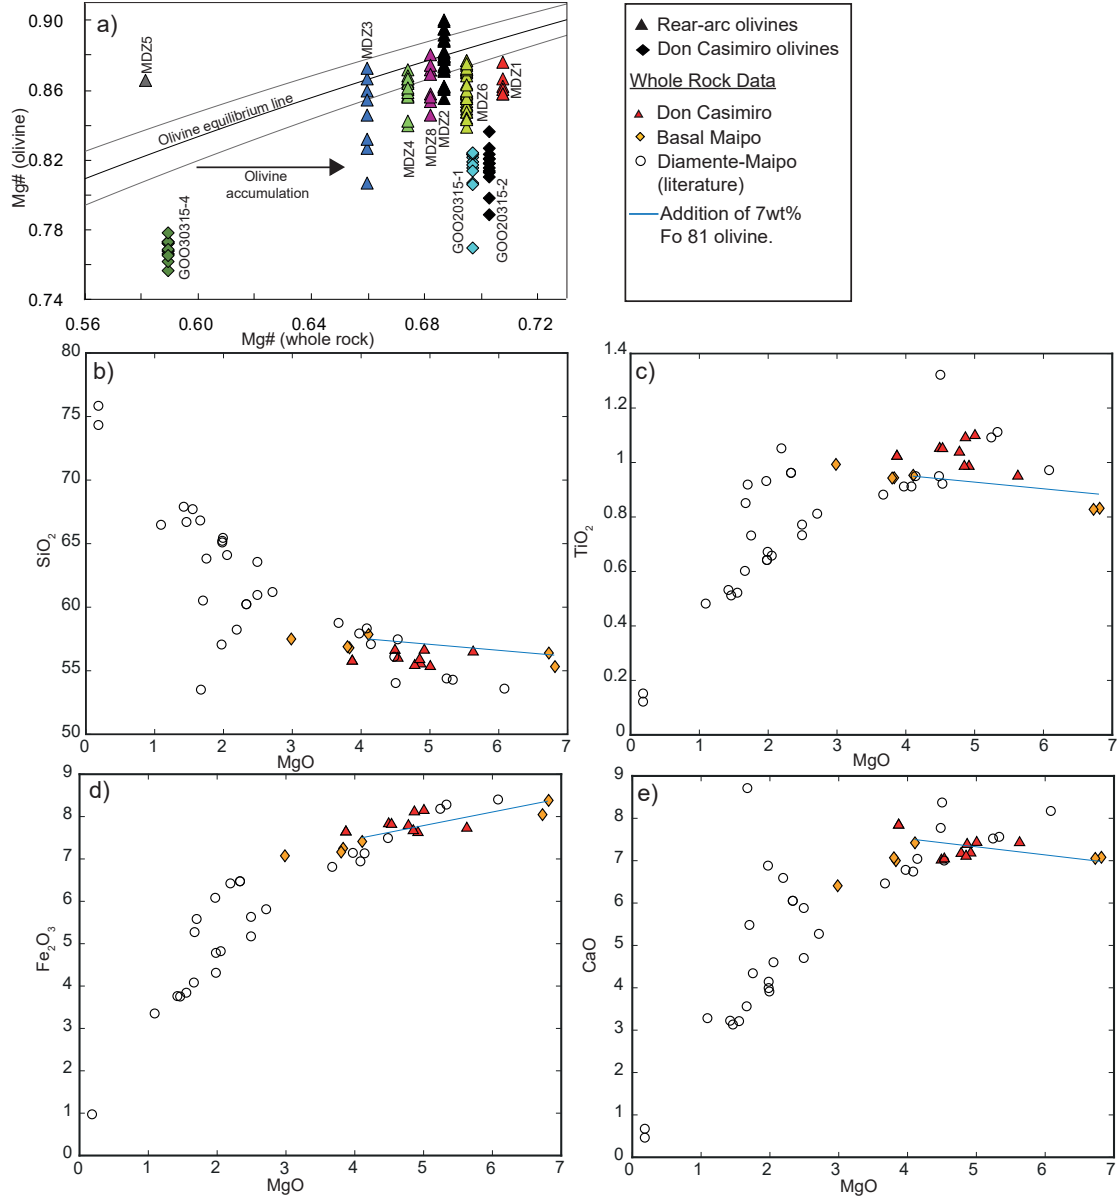 a)
0.90
0.86
0.82
0.78
0.74
Mg# (olivine)
0.56
0.60
0.64
0.68
0.72
Mg# (whole rock)
MDZ5
MDZ3
MDZ4
MDZ8
MDZ2
MDZ6
MDZ1
GOO30315-4
GOO20315-1
GOO20315-2
Olivine equilibrium line
Olivine
accumulation
Rear-arc olivines
Don Casimiro olivines
Whole Rock Data
Don Casimiro
Basal Maipo
Diamente-Maipo
(literature)
Addition of 7wt%
Fo 81 olivine.
b)
80
75
70
65
60
55
50
SiO2
0
1
2
3
4
5
6
7
MgO
c)
1.4
1.2
1
0.8
0.6
0.4
0.2
0
TiO2
0
1
2
3
4
5
6
7
MgO
d)
9
8
7
6
5
4
3
2
1
0
Fe2O3
0
1
2
3
4
5
6
7
MgO
e)
9
8
7
6
5
4
3
2
1
0
CaO
0
1
2
3
4
5
6
7
MgO